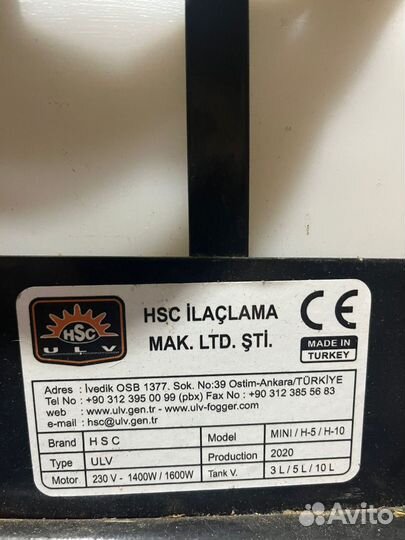 HSC
ULV
HSC İLAÇLAMA
MAK. LTD. ŞTİ.
CE
MADE IN
TURKEY
Adres : İvedik OSB 1377. Sok. No:39 Ostim-Ankara/TÜRKİYE
Tel No : +90 312 395 00 99 (pbx) Fax No : +90 312 385 56 83
web : www.ulv.gen.tr - www.ulv-fogger.com
e-mail : hsc@ulv.gen.tr
Brand H S C Model MINI / H-5 / H-10
Type ULV Production 2020
Motor 230 V - 1400W / 1600W Tank V. 3 L / 5 L / 10 L
Avito